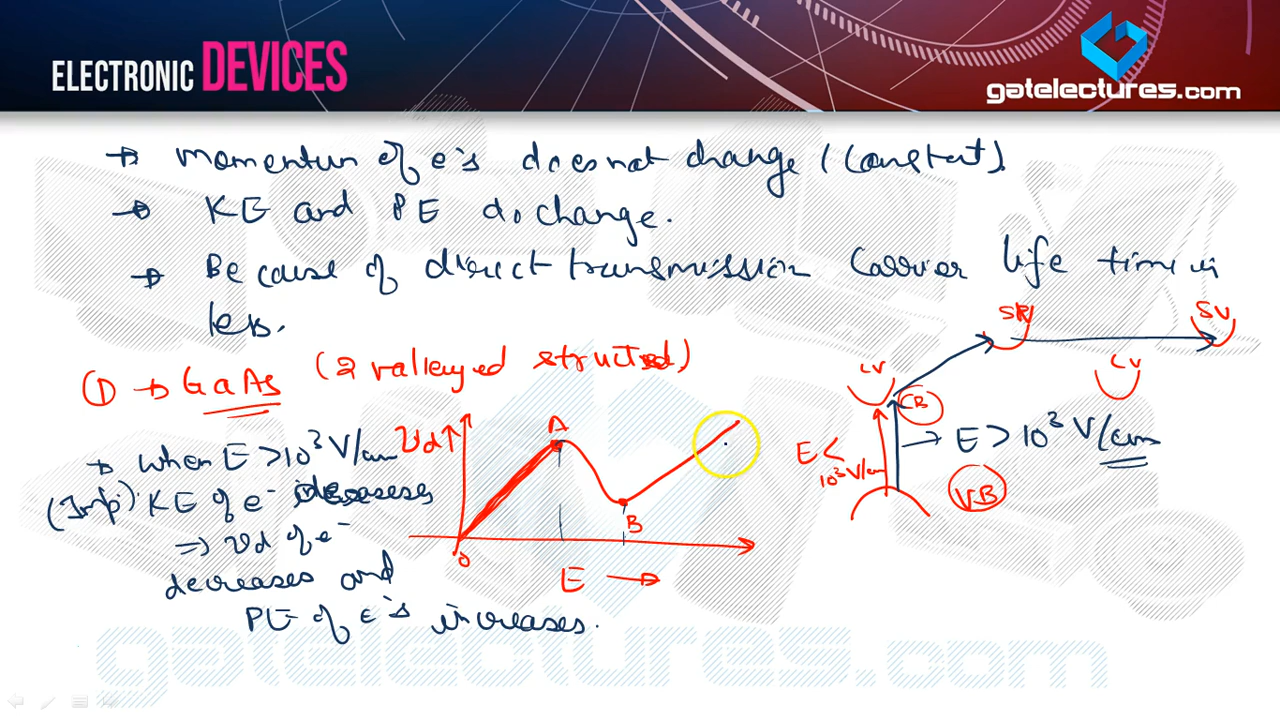 ELECTRONIC DEVICES
gatelectures.com
→ momentum of e's does not change (constant).
→ KE and PE do change.
→ Because of direct transmission carrier life time is
less.
① → GaAs (2 valleyed structured)
→ when E > 10³ V/cm
(Imp). KE of e⁻ decreases
⇒ vd of e⁻
decreases and
PE of e's increases.
vd↑
A
B
0
E →
SV
SV
CV
CV
CB
E <
10³ V/cm
→ E > 10³ V/cm
VB
gatelectures.com